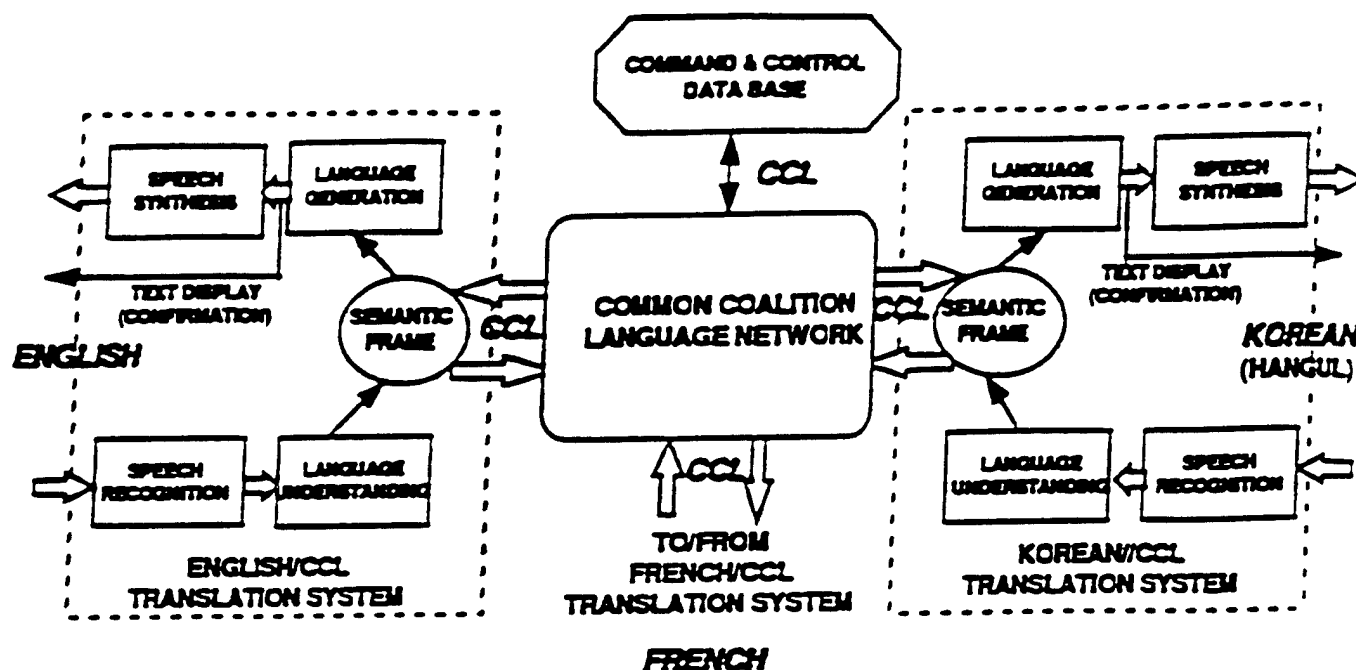 COMMAND & CONTROL
DATA BASE
CCL
SPEECH
SYNTHESIS
LANGUAGE
GENERATION
TEXT DISPLAY
(CONFIRMATION)
SEMANTIC
FRAME
CCL
ENGLISH
SPEECH
RECOGNITION
LANGUAGE
UNDERSTANDING
ENGLISH/CCL
TRANSLATION SYSTEM
COMMON COALITION
LANGUAGE NETWORK
CCL
TO/FROM
FRENCH/CCL
TRANSLATION SYSTEM
FRENCH
LANGUAGE
GENERATION
SPEECH
SYNTHESIS
TEXT DISPLAY
(CONFIRMATION)
CCL
SEMANTIC
FRAME
KOREAN
(HANGUL)
LANGUAGE
UNDERSTANDING
SPEECH
RECOGNITION
KOREAN//CCL
TRANSLATION SYSTEM